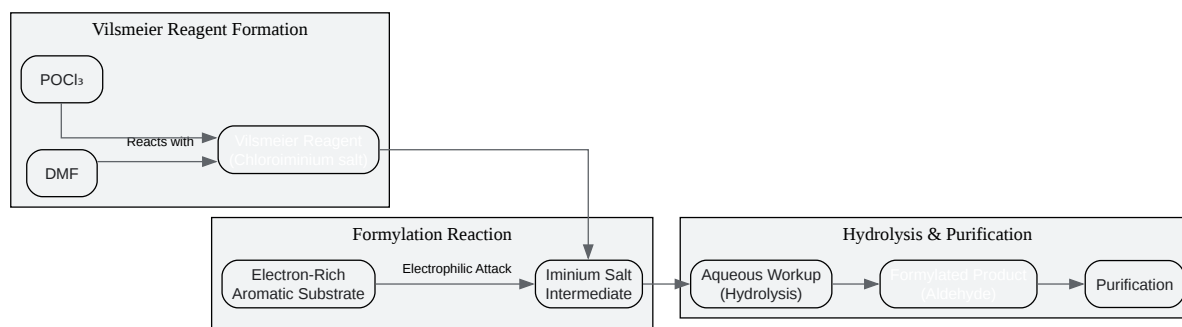 Vilsmeier Reagent Formation
POCl₃
Reacts with
Vilsmeier Reagent
(Chloroiminium salt)
DMF
Formylation Reaction
Electron-Rich
Aromatic Substrate
Electrophilic Attack
Iminium Salt
Intermediate
Hydrolysis & Purification
Aqueous Workup
(Hydrolysis)
Formylated Product
(Aldehyde)
Purification